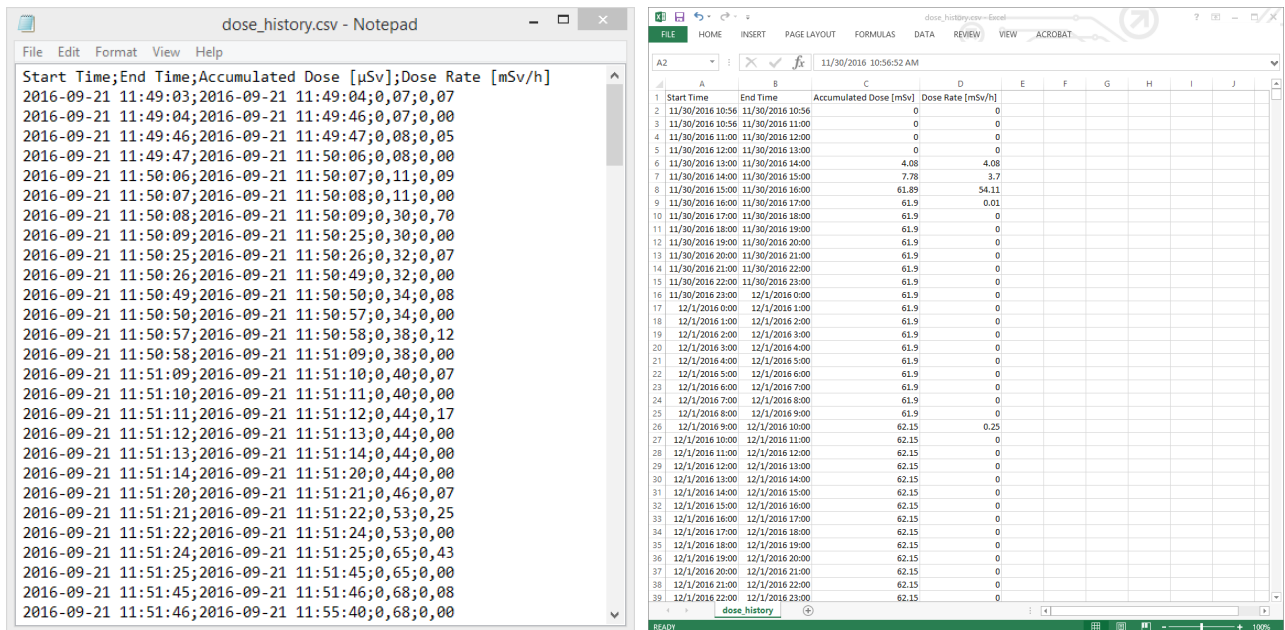 dose_history.csv - Notepad
File Edit Format View Help
Start Time;End Time;Accumulated Dose [µSv];Dose Rate [mSv/h]
2016-09-21 11:49:03;2016-09-21 11:49:04;0,07;0,07
2016-09-21 11:49:04;2016-09-21 11:49:46;0,07;0,00
2016-09-21 11:49:46;2016-09-21 11:49:47;0,08;0,05
2016-09-21 11:49:47;2016-09-21 11:50:06;0,08;0,00
2016-09-21 11:50:06;2016-09-21 11:50:07;0,11;0,09
2016-09-21 11:50:07;2016-09-21 11:50:08;0,11;0,00
2016-09-21 11:50:08;2016-09-21 11:50:09;0,30;0,70
2016-09-21 11:50:09;2016-09-21 11:50:25;0,30;0,00
2016-09-21 11:50:25;2016-09-21 11:50:26;0,32;0,07
2016-09-21 11:50:26;2016-09-21 11:50:49;0,32;0,00
2016-09-21 11:50:49;2016-09-21 11:50:50;0,34;0,08
2016-09-21 11:50:50;2016-09-21 11:50:57;0,34;0,00
2016-09-21 11:50:57;2016-09-21 11:50:58;0,38;0,12
2016-09-21 11:50:58;2016-09-21 11:51:09;0,38;0,00
2016-09-21 11:51:09;2016-09-21 11:51:10;0,40;0,07
2016-09-21 11:51:10;2016-09-21 11:51:11;0,40;0,00
2016-09-21 11:51:11;2016-09-21 11:51:12;0,44;0,17
2016-09-21 11:51:12;2016-09-21 11:51:13;0,44;0,00
2016-09-21 11:51:13;2016-09-21 11:51:14;0,44;0,00
2016-09-21 11:51:14;2016-09-21 11:51:20;0,44;0,00
2016-09-21 11:51:20;2016-09-21 11:51:21;0,46;0,07
2016-09-21 11:51:21;2016-09-21 11:51:22;0,53;0,25
2016-09-21 11:51:22;2016-09-21 11:51:24;0,53;0,00
2016-09-21 11:51:24;2016-09-21 11:51:25;0,65;0,43
2016-09-21 11:51:25;2016-09-21 11:51:45;0,65;0,00
2016-09-21 11:51:45;2016-09-21 11:51:46;0,68;0,08
2016-09-21 11:51:46;2016-09-21 11:55:40;0,68;0,00
dose_history.csv - Excel
FILE HOME INSERT PAGE LAYOUT FORMULAS DATA REVIEW VIEW ACROBAT
A2 fx 11/30/2016 10:56:52 AM
A B C D E F G H I J
1 Start Time End Time Accumulated Dose [mSv] Dose Rate [mSv/h]
2 11/30/2016 10:56 11/30/2016 10:56 0 0
3 11/30/2016 10:56 11/30/2016 11:00 0 0
4 11/30/2016 11:00 11/30/2016 12:00 0 0
5 11/30/2016 12:00 11/30/2016 13:00 0 0
6 11/30/2016 13:00 11/30/2016 14:00 4.08 4.08
7 11/30/2016 14:00 11/30/2016 15:00 7.78 3.7
8 11/30/2016 15:00 11/30/2016 16:00 61.89 54.11
9 11/30/2016 16:00 11/30/2016 17:00 61.9 0.01
10 11/30/2016 17:00 11/30/2016 18:00 61.9 0
11 11/30/2016 18:00 11/30/2016 19:00 61.9 0
12 11/30/2016 19:00 11/30/2016 20:00 61.9 0
13 11/30/2016 20:00 11/30/2016 21:00 61.9 0
14 11/30/2016 21:00 11/30/2016 22:00 61.9 0
15 11/30/2016 22:00 11/30/2016 23:00 61.9 0
16 11/30/2016 23:00 12/1/2016 0:00 61.9 0
17 12/1/2016 0:00 12/1/2016 1:00 61.9 0
18 12/1/2016 1:00 12/1/2016 2:00 61.9 0
19 12/1/2016 2:00 12/1/2016 3:00 61.9 0
20 12/1/2016 3:00 12/1/2016 4:00 61.9 0
21 12/1/2016 4:00 12/1/2016 5:00 61.9 0
22 12/1/2016 5:00 12/1/2016 6:00 61.9 0
23 12/1/2016 6:00 12/1/2016 7:00 61.9 0
24 12/1/2016 7:00 12/1/2016 8:00 61.9 0
25 12/1/2016 8:00 12/1/2016 9:00 61.9 0
26 12/1/2016 9:00 12/1/2016 10:00 62.15 0.25
27 12/1/2016 10:00 12/1/2016 11:00 62.15 0
28 12/1/2016 11:00 12/1/2016 12:00 62.15 0
29 12/1/2016 12:00 12/1/2016 13:00 62.15 0
30 12/1/2016 13:00 12/1/2016 14:00 62.15 0
31 12/1/2016 14:00 12/1/2016 15:00 62.15 0
32 12/1/2016 15:00 12/1/2016 16:00 62.15 0
33 12/1/2016 16:00 12/1/2016 17:00 62.15 0
34 12/1/2016 17:00 12/1/2016 18:00 62.15 0
35 12/1/2016 18:00 12/1/2016 19:00 62.15 0
36 12/1/2016 19:00 12/1/2016 20:00 62.15 0
37 12/1/2016 20:00 12/1/2016 21:00 62.15 0
38 12/1/2016 21:00 12/1/2016 22:00 62.15 0
39 12/1/2016 22:00 12/1/2016 23:00 62.15 0
dose_history
READY 100%